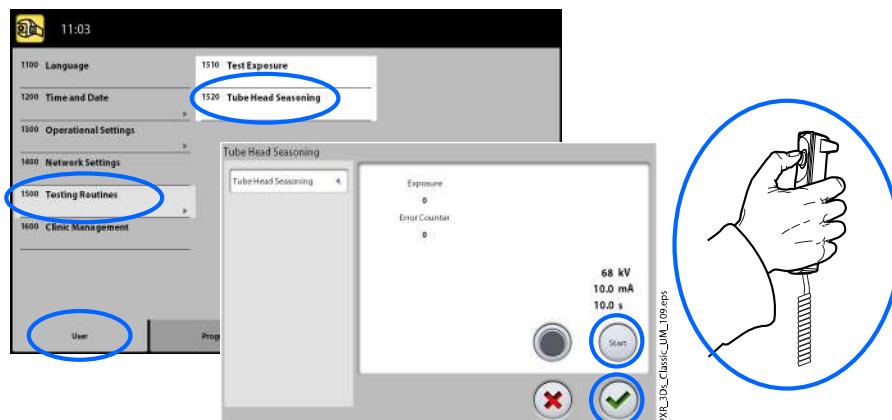 11:03
1100 Language
1200 Time and Date
1300 Operational Settings
1400 Network Settings
1500 Testing Routines
1600 Clinic Management
1510 Test Exposure
1520 Tube Head Seasoning
User
Prog
Tube Head Seasoning
Tube Head Seasoning
Exposure
0
Error Counter
0
68 kV
10.0 mA
10.0 s
Start
PXR_3Ds_Classic_UM_109.eps